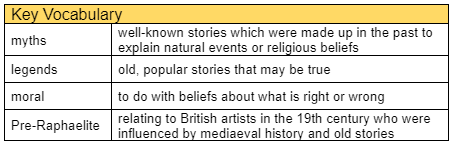 Key Vocabulary
myths well-known stories which were made up in the past to
explain natural events or religious beliefs
legends old, popular stories that may be true
moral to do with beliefs about what is right or wrong
Pre-Raphaelite relating to British artists in the 19th century who were
influenced by mediaeval history and old stories